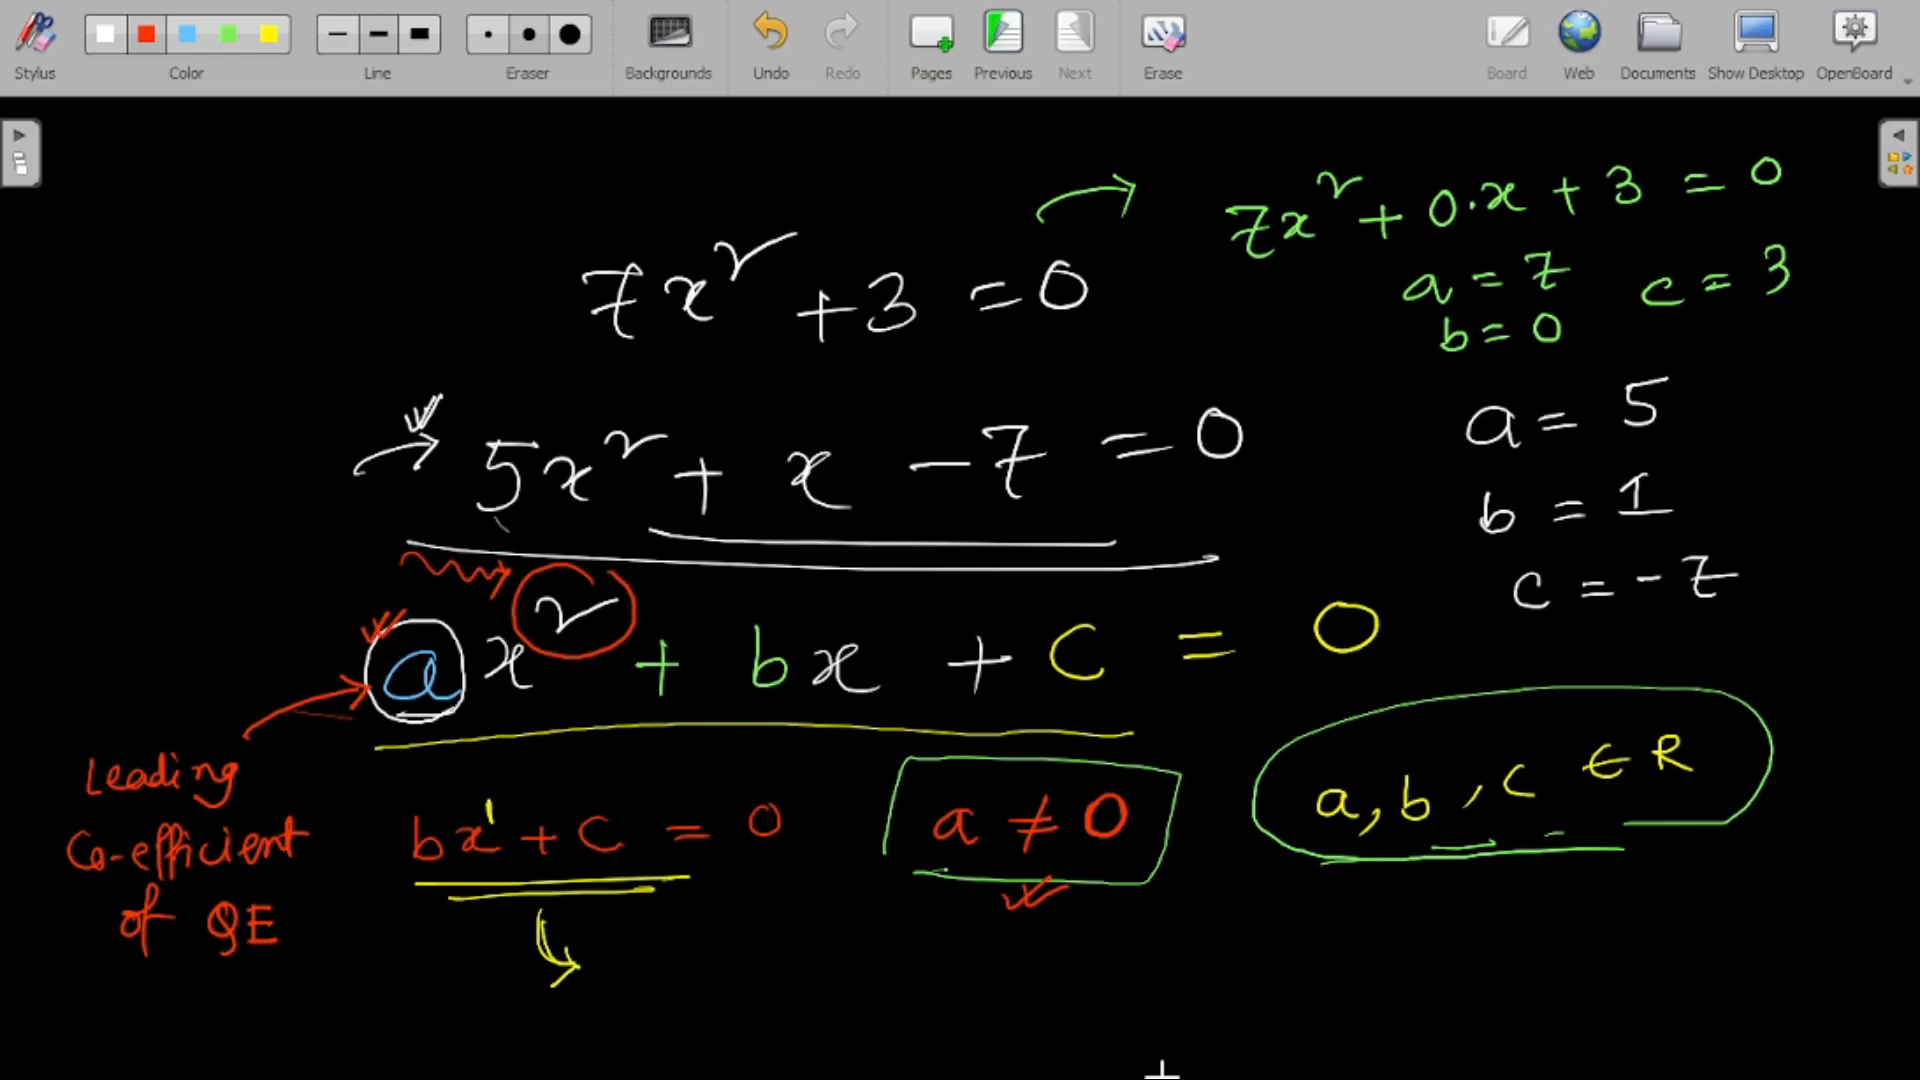 Stylus Color Line Eraser Backgrounds Undo Redo Pages Previous Next Erase Board Web Documents Show Desktop OpenBoard
7x² + 0·x + 3 = 0
7x² + 3 = 0
a = 7 c = 3
b = 0
a = 5
5x² + x - 7 = 0
b = 1
c = -7
ax² + bx + c = 0
a, b, c ∈ R
Leading
Co-efficient
of QE
bx¹ + c = 0
a ≠ 0